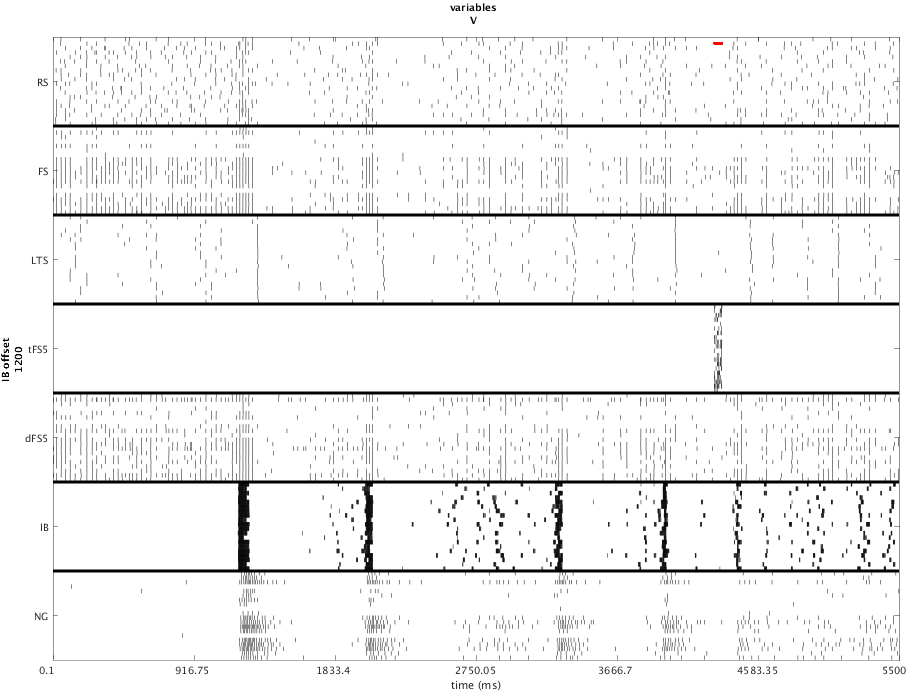 variables
V
RS
FS
LTS
tFS5
dFS5
IB
NG
IB offset
1200
0.1
916.75
1833.4
2750.05
3666.7
4583.35
5500
time (ms)